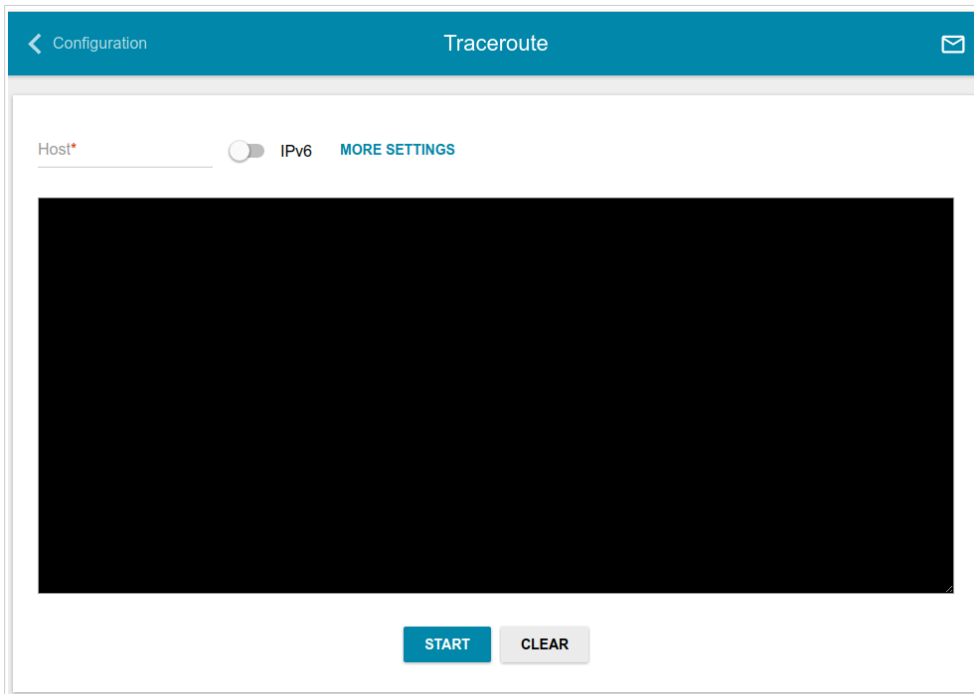 Configuration
Traceroute
Host*
IPv6
MORE SETTINGS
START
CLEAR